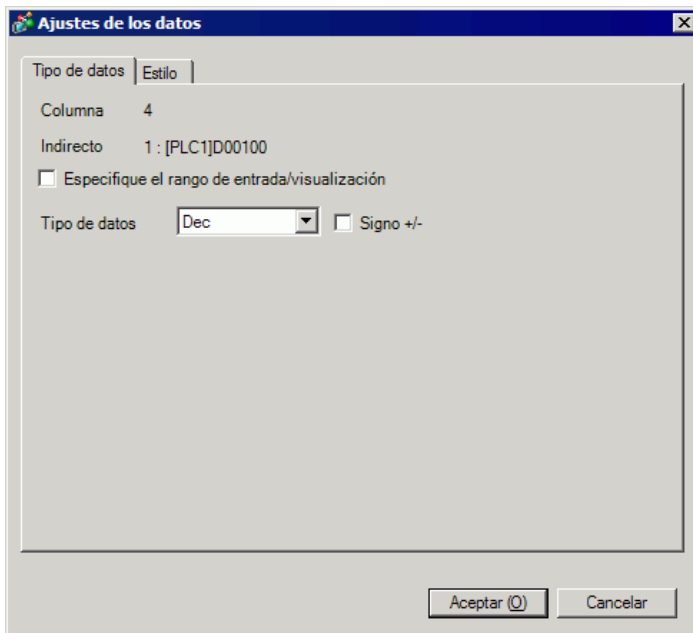 Ajustes de los datos
Tipo de datos Estilo
Columna 4
Indirecto 1 : [PLC1]D00100
Especifique el rango de entrada/visualización
Tipo de datos Dec Signo +/-
Aceptar (O) Cancelar